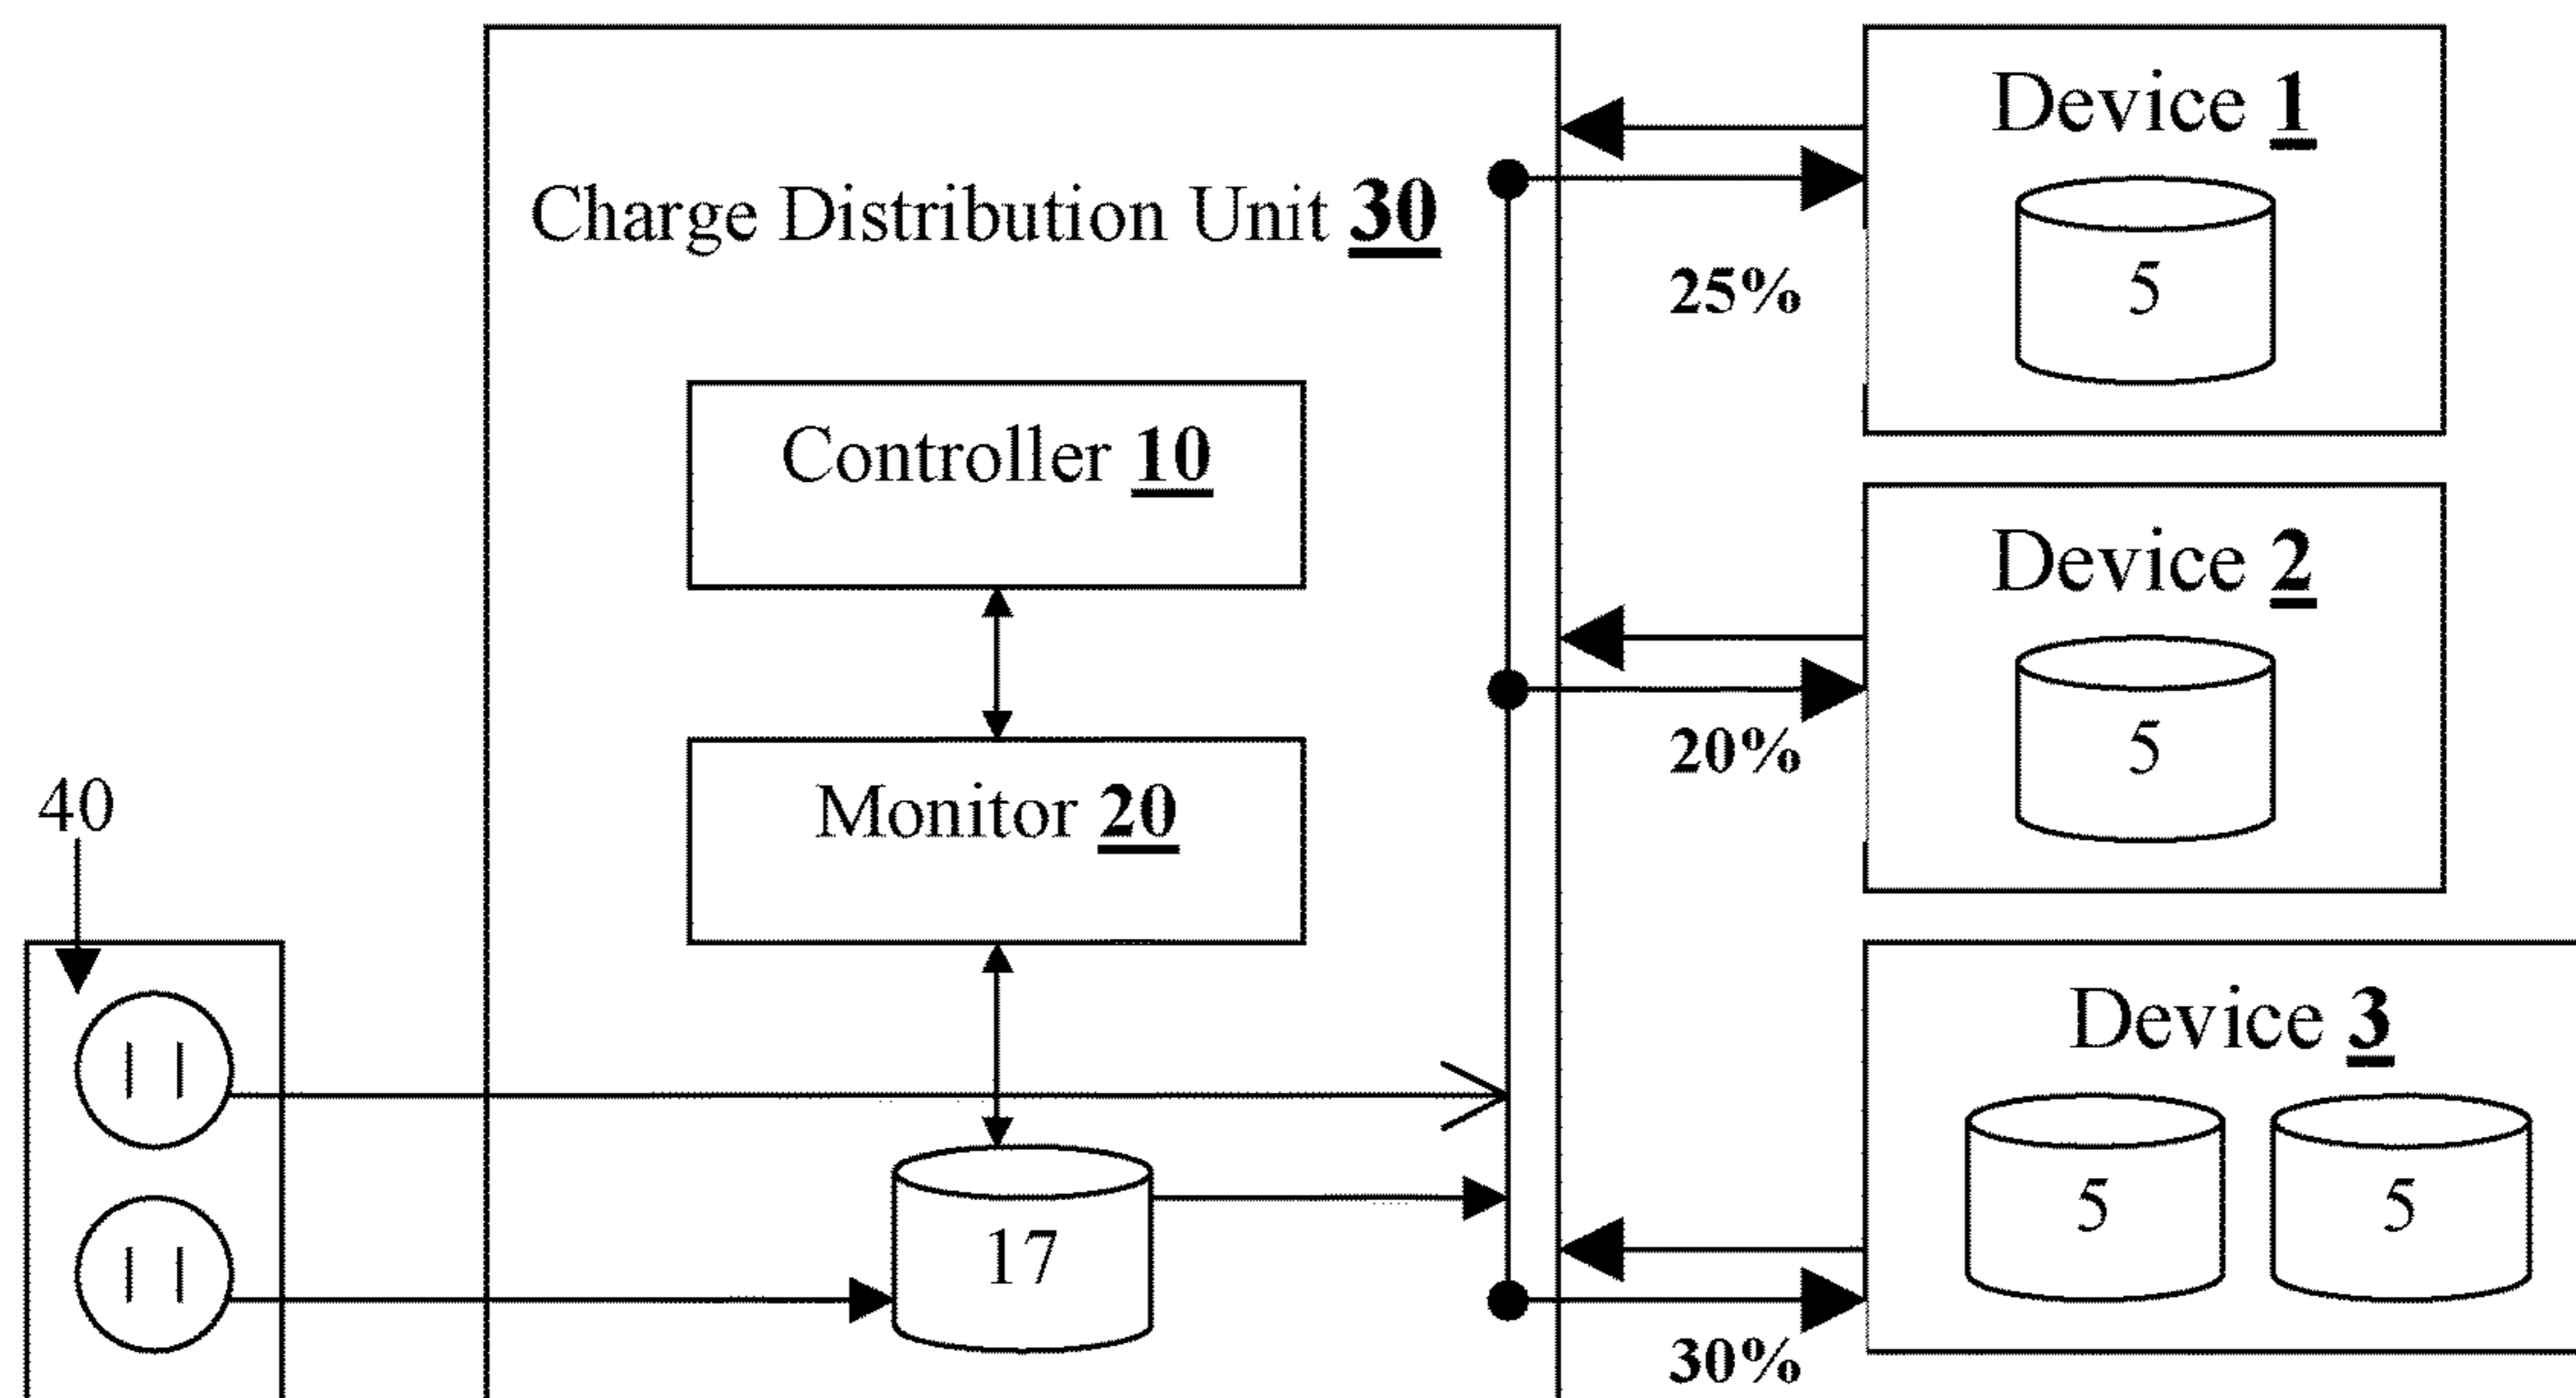 Charge Distribution Unit 30
Controller 10
Monitor 20
17
40
Device 1
5
25%
Device 2
5
20%
Device 3
5 5
30%